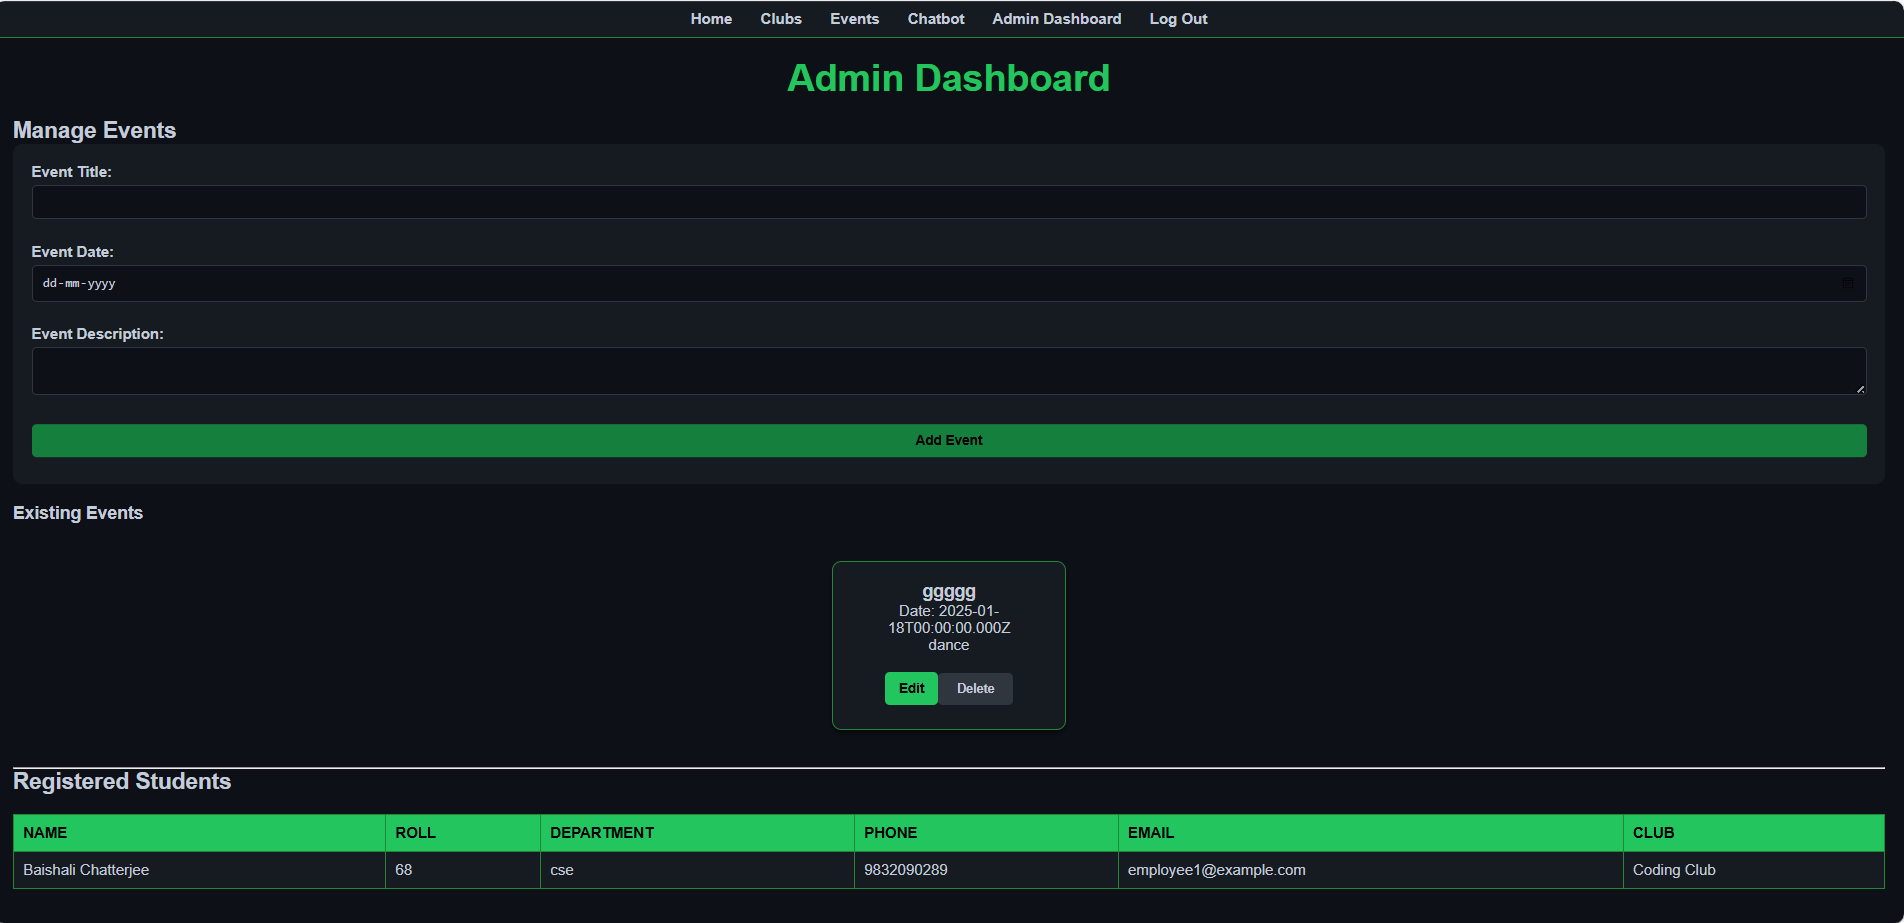 Home Clubs Events Chatbot Admin Dashboard Log Out
Admin Dashboard
Manage Events
Event Title:
Event Date:
dd-mm-yyyy
Event Description:
Add Event
Existing Events
ggggg
Date: 2025-01-
18T00:00:00.000Z
dance
Edit Delete
Registered Students
NAME ROLL DEPARTMENT PHONE EMAIL CLUB
Baishali Chatterjee 68 cse 9832090289 employee1@example.com Coding Club